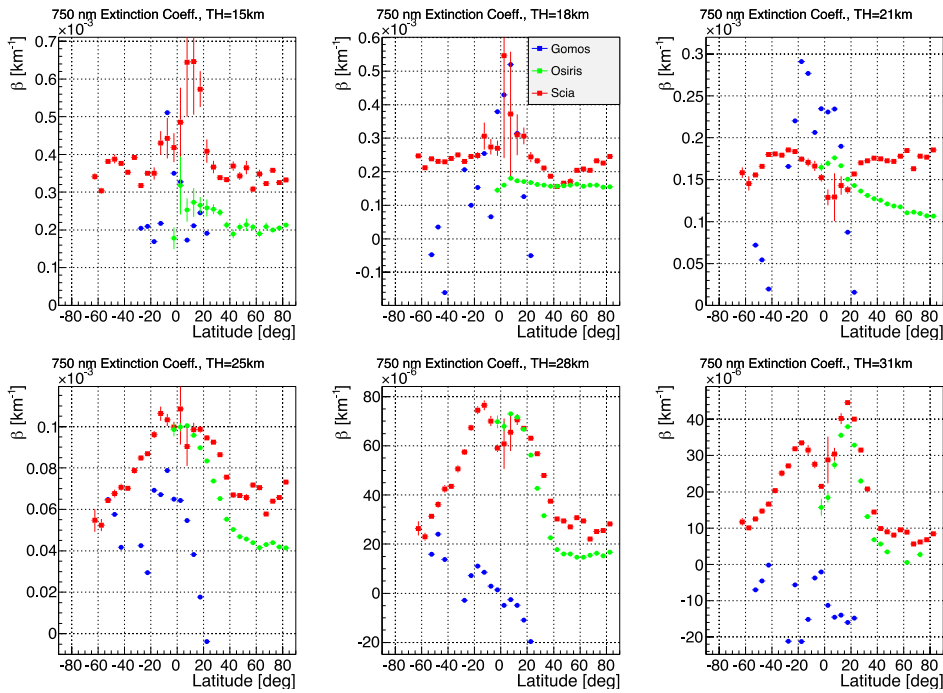 750 nm Extinction Coeff., TH=15km
×10⁻³
β [km⁻¹]
0.7
0.6
0.5
0.4
0.3
0.2
0.1
0
-80 -60 -40 -20 0 20 40 60 80
Latitude [deg]
750 nm Extinction Coeff., TH=18km
×10⁻³
β [km⁻¹]
Gomos
Osiris
Scia
0.6
0.5
0.4
0.3
0.2
0.1
0
-0.1
-80 -60 -40 -20 0 20 40 60 80
Latitude [deg]
750 nm Extinction Coeff., TH=21km
×10⁻³
β [km⁻¹]
0.3
0.25
0.2
0.15
0.1
0.05
0
-80 -60 -40 -20 0 20 40 60 80
Latitude [deg]
750 nm Extinction Coeff., TH=25km
×10⁻³
β [km⁻¹]
0.1
0.08
0.06
0.04
0.02
0
-80 -60 -40 -20 0 20 40 60 80
Latitude [deg]
750 nm Extinction Coeff., TH=28km
×10⁻⁶
β [km⁻¹]
80
60
40
20
0
-20
-80 -60 -40 -20 0 20 40 60 80
Latitude [deg]
750 nm Extinction Coeff., TH=31km
×10⁻⁶
β [km⁻¹]
40
30
20
10
0
-10
-20
-80 -60 -40 -20 0 20 40 60 80
Latitude [deg]